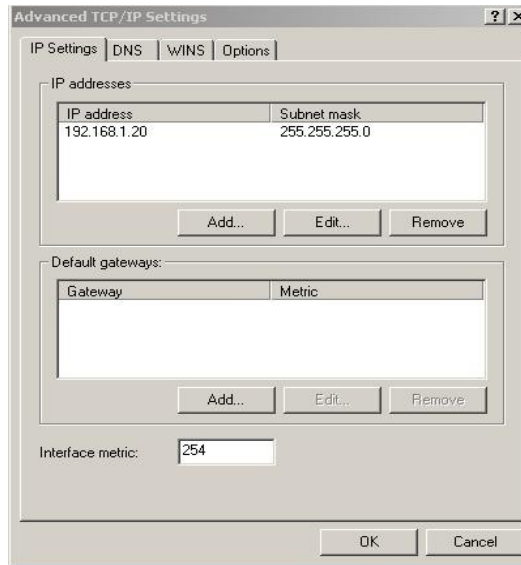 Advanced TCP/IP Settings
IP Settings DNS WINS Options
IP addresses
IP address Subnet mask
192.168.1.20 255.255.255.0
Add... Edit... Remove
Default gateways:
Gateway Metric
Add... Edit... Remove
Interface metric: 254
OK Cancel